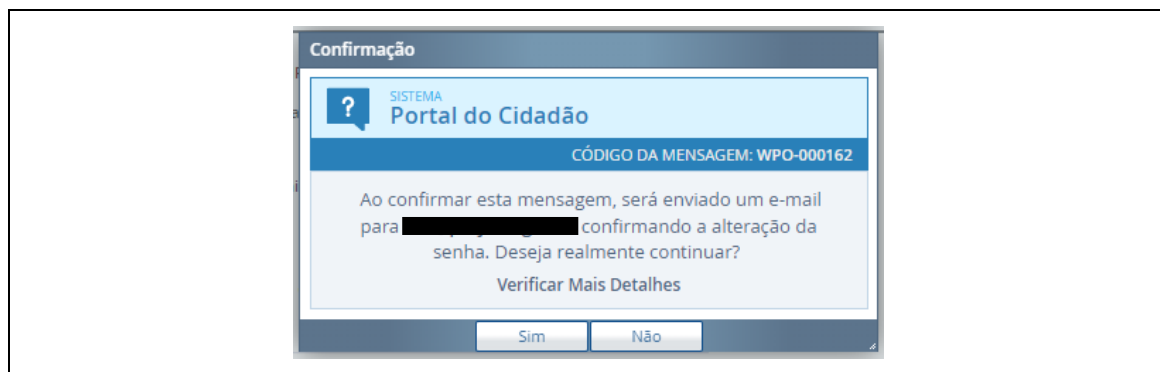 Confirmação
?
SISTEMA
Portal do Cidadão
CÓDIGO DA MENSAGEM: WPO-000162
Ao confirmar esta mensagem, será enviado um e-mail
para confirmando a alteração da
senha. Deseja realmente continuar?
Verificar Mais Detalhes
Sim Não